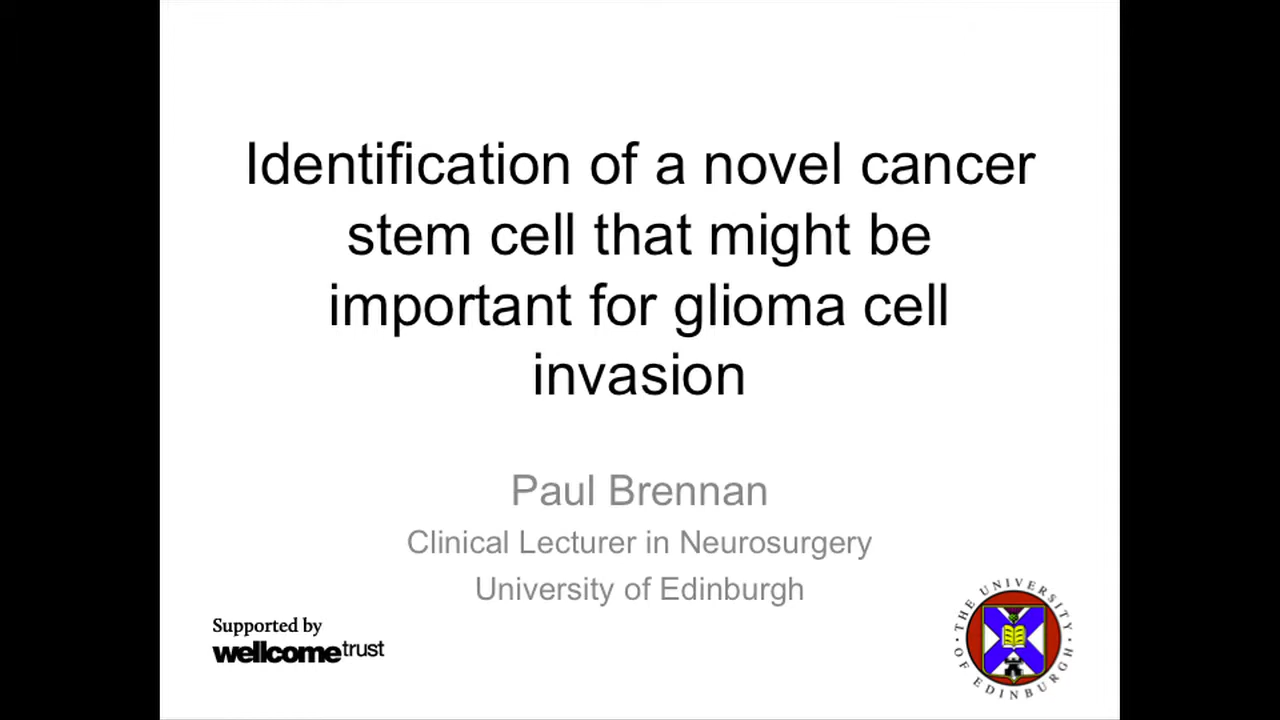 Identification of a novel cancer
stem cell that might be
important for glioma cell
invasion
Paul Brennan
Clinical Lecturer in Neurosurgery
University of Edinburgh
Supported by
wellcometrust
THE UNIVERSITY
OF EDINBURGH